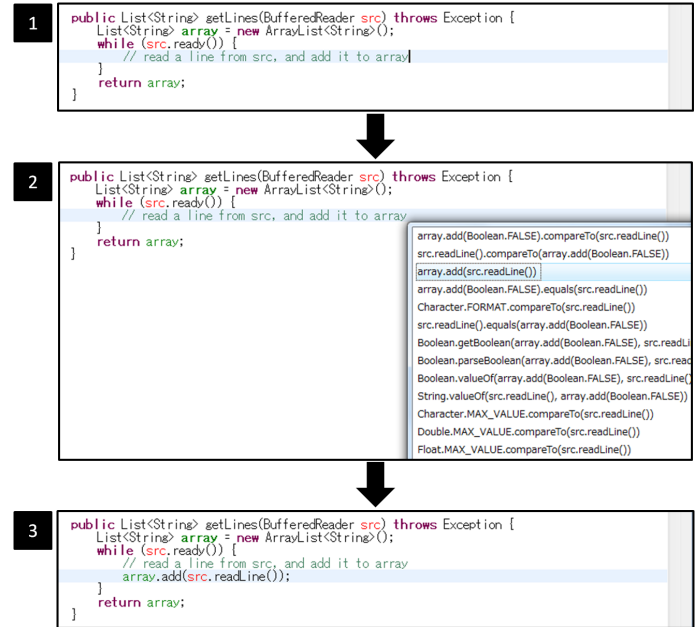 1
public List<String> getLines(BufferedReader src) throws Exception {
List<String> array = new ArrayList<String>();
while (src.ready()) {
// read a line from src, and add it to array
}
return array;
}
2
public List<String> getLines(BufferedReader src) throws Exception {
List<String> array = new ArrayList<String>();
while (src.ready()) {
// read a line from src, and add it to array
}
return array;
}
array.add(Boolean.FALSE).compareTo(src.readLine())
src.readLine().compareTo(array.add(Boolean.FALSE))
array.add(src.readLine())
array.add(Boolean.FALSE).equals(src.readLine())
Character.FORMAT.compareTo(src.readLine())
src.readLine().equals(array.add(Boolean.FALSE))
Boolean.getBoolean(array.add(Boolean.FALSE), src.readLi
Boolean.parseBoolean(array.add(Boolean.FALSE), src.read
Boolean.valueOf(array.add(Boolean.FALSE), src.readLine()
String.valueOf(src.readLine(), array.add(Boolean.FALSE))
Character.MAX_VALUE.compareTo(src.readLine())
Double.MAX_VALUE.compareTo(src.readLine())
Float.MAX_VALUE.compareTo(src.readLine())
3
public List<String> getLines(BufferedReader src) throws Exception {
List<String> array = new ArrayList<String>();
while (src.ready()) {
// read a line from src, and add it to array
array.add(src.readLine());
}
return array;
}